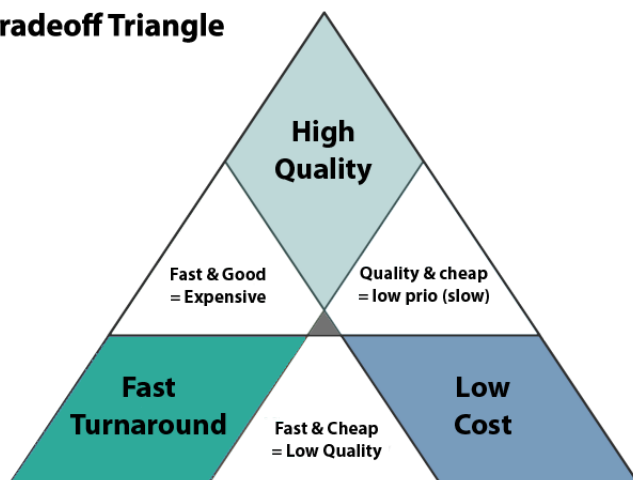 radeoff Triangle
High
Quality
Fast & Good
= Expensive
Quality & cheap
= low prio (slow)
Fast
Turnaround
Low
Cost
Fast & Cheap
= Low Quality